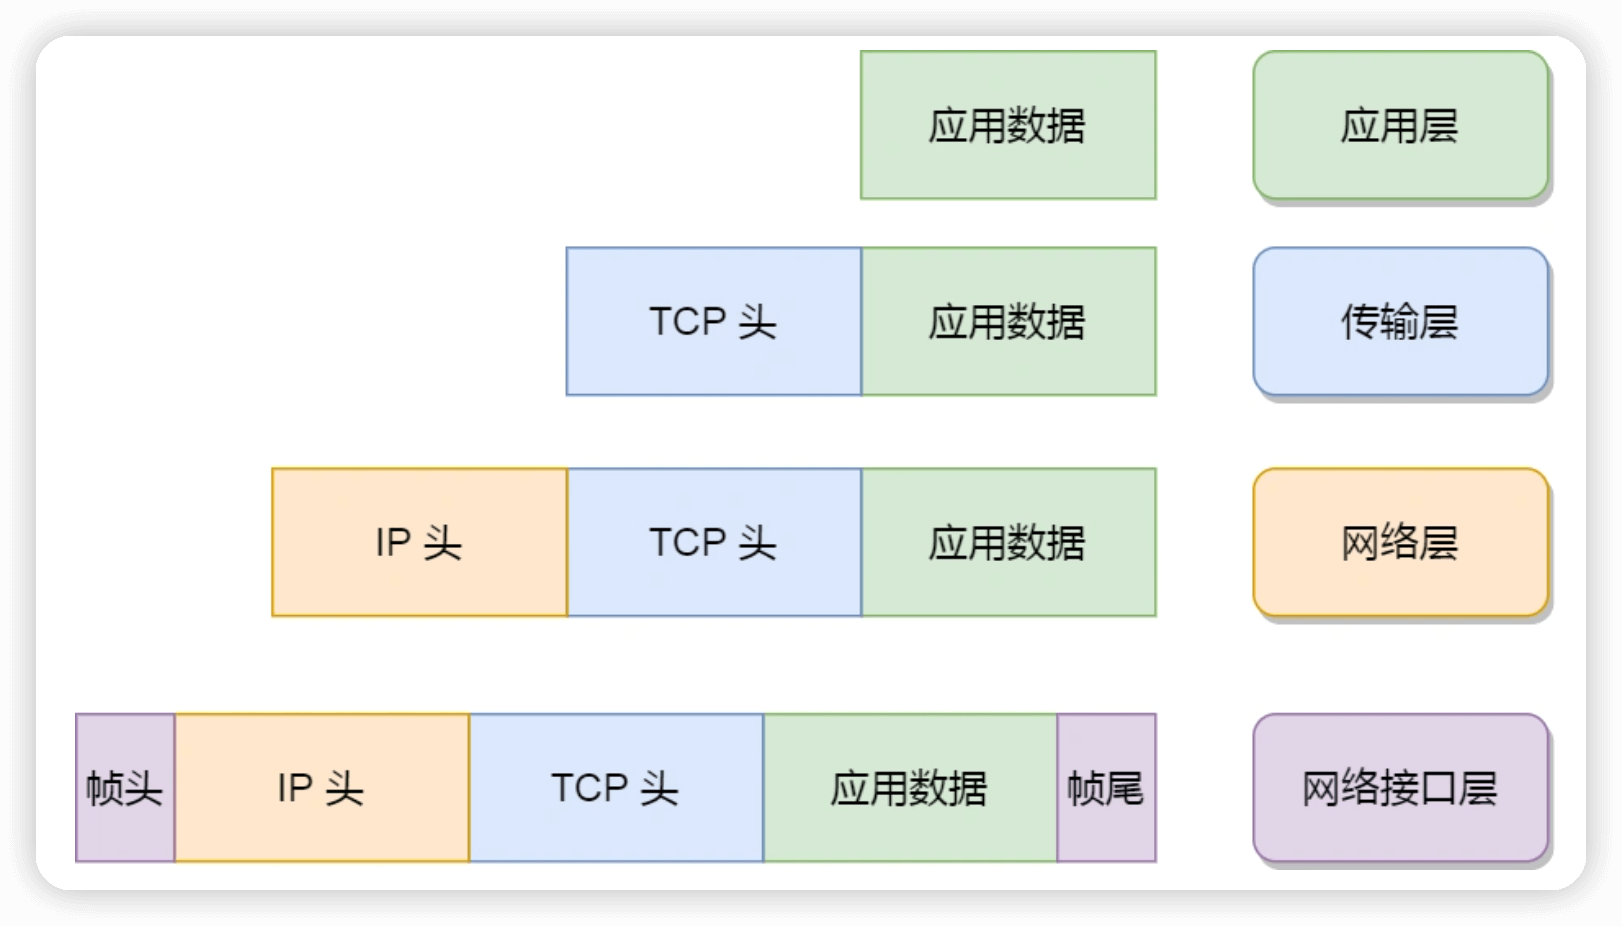 应用数据 应用层
TCP 头 应用数据 传输层
IP 头 TCP 头 应用数据 网络层
帧头 IP 头 TCP 头 应用数据 帧尾 网络接口层